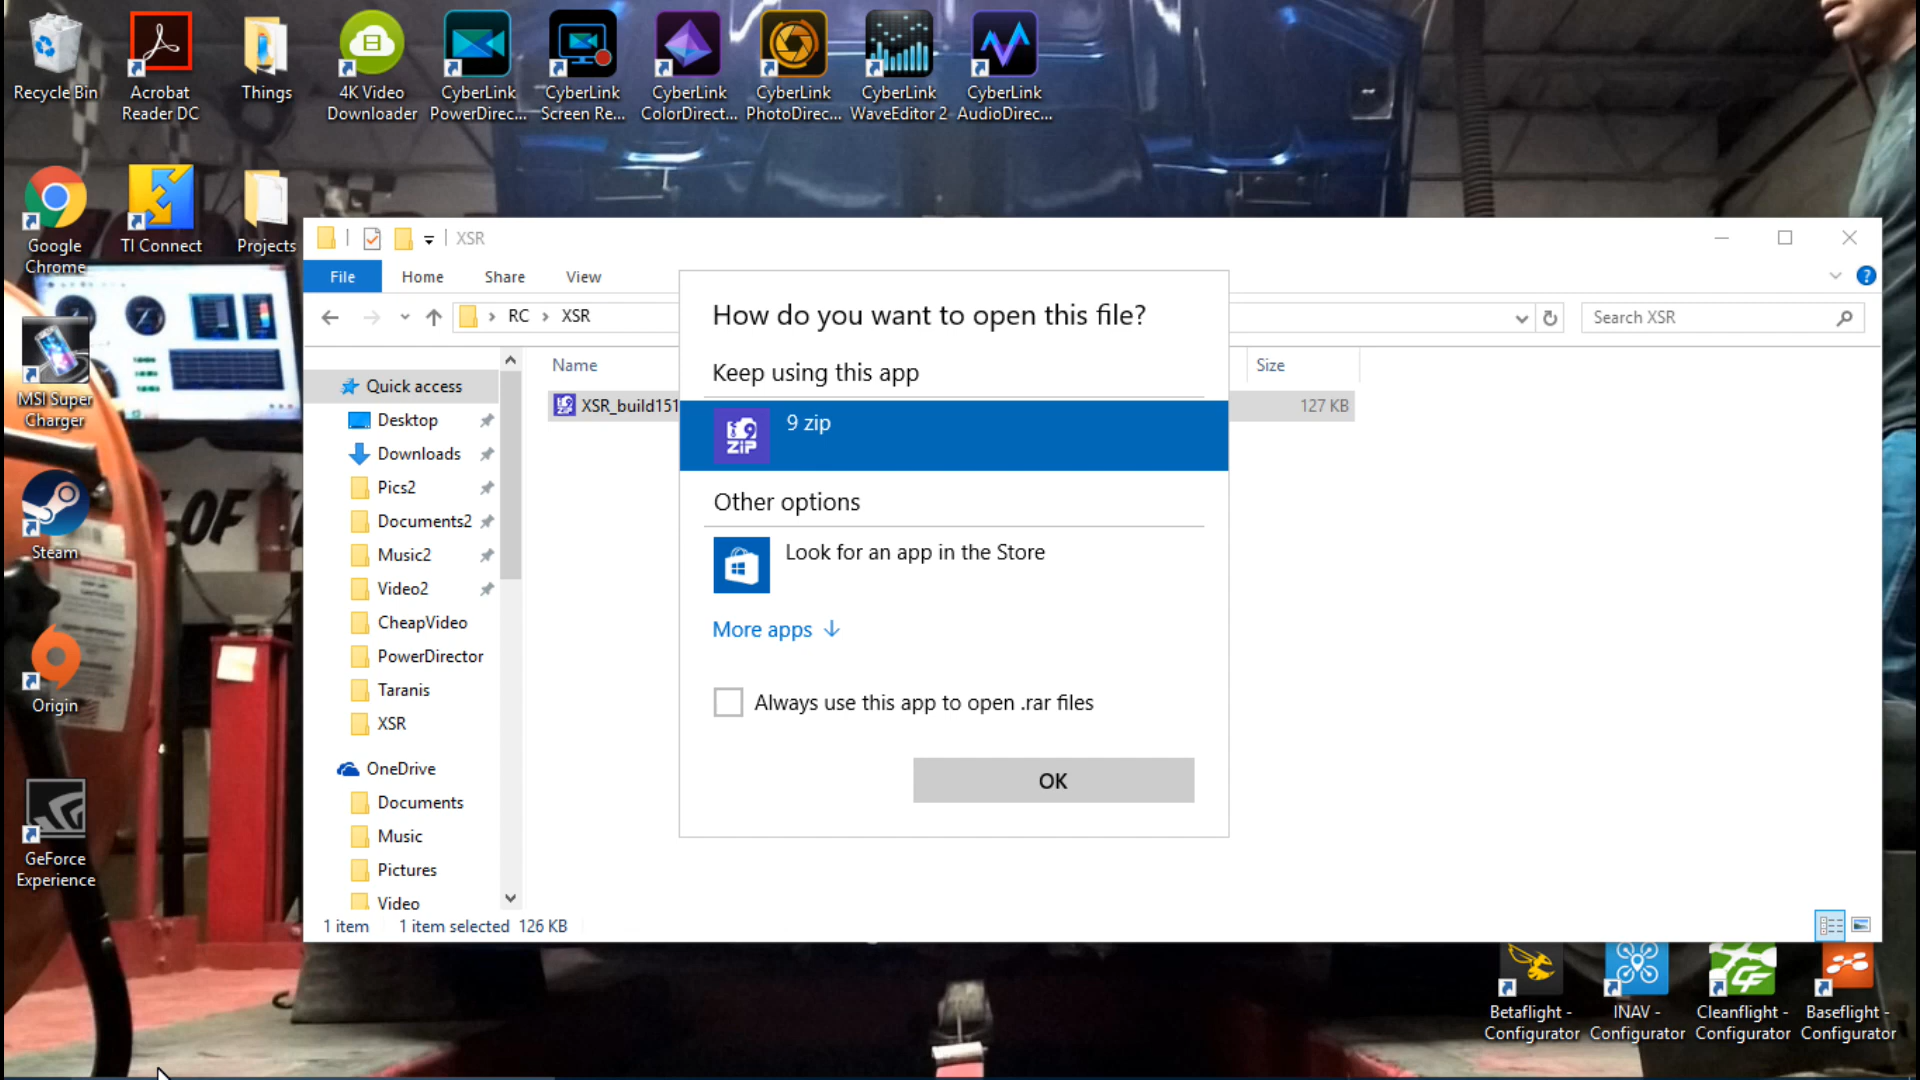 Recycle Bin
Acrobat
Reader DC
Things
4K Video
Downloader
CyberLink
PowerDirec...
CyberLink
Screen Re...
CyberLink
ColorDirect...
CyberLink
PhotoDirec...
CyberLink
WaveEditor 2
CyberLink
AudioDirec...
Google
Chrome
TI Connect
Projects
MSI Super
Charger
Steam
Origin
GeForce
Experience
XSR
File
Home
Share
View
RC
XSR
Search XSR
Name
Size
XSR_build151
127 KB
Quick access
Desktop
Downloads
Pics2
Documents2
Music2
Video2
CheapVideo
PowerDirector
Taranis
XSR
OneDrive
Documents
Music
Pictures
Video
1 item
1 item selected 126 KB
How do you want to open this file?
Keep using this app
9 ZIP
9 zip
Other options
Look for an app in the Store
More apps
Always use this app to open .rar files
OK
OF
Betaflight -
Configurator
INAV -
Configurator
Cleanflight -
Configurator
Baseflight -
Configurator